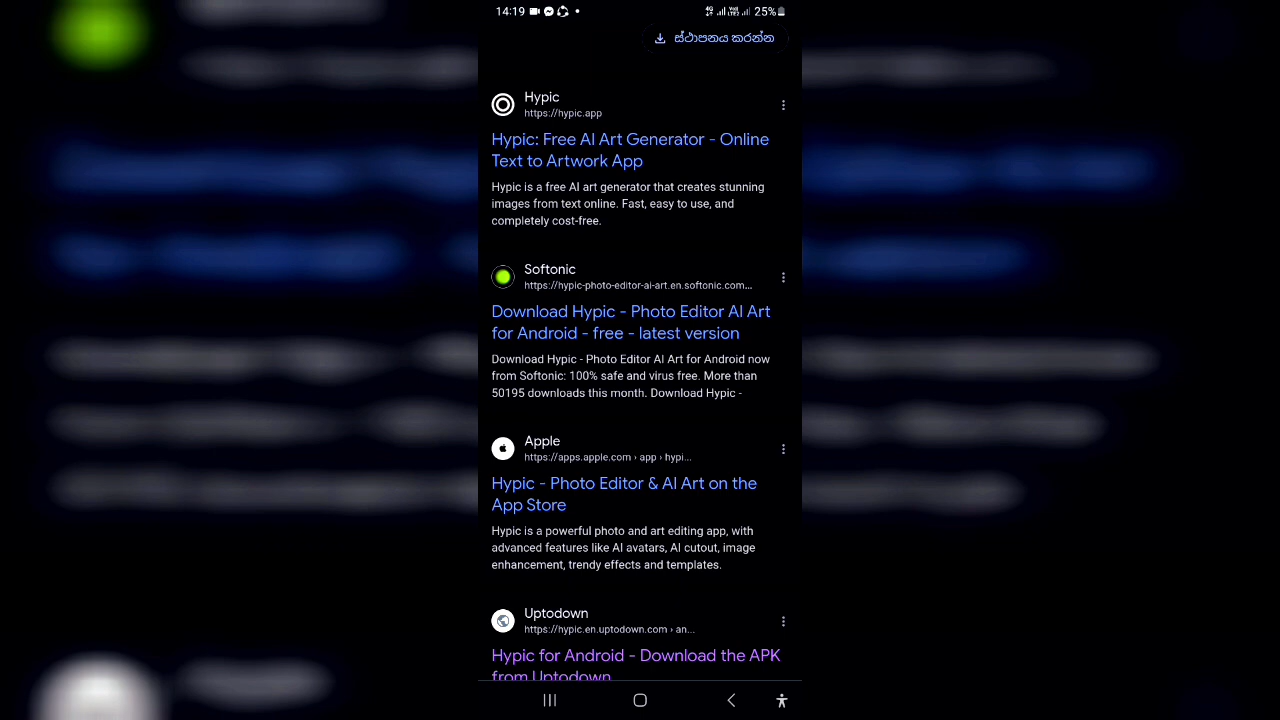 14:19
4G
25%
ස්ථාපනය කරන්න
Hypic
https://hypic.app
Hypic: Free AI Art Generator - Online
Text to Artwork App
Hypic is a free AI art generator that creates stunning
images from text online. Fast, easy to use, and
completely cost-free.
Softonic
https://hypic-photo-editor-ai-art.en.softonic.com...
Download Hypic - Photo Editor AI Art
for Android - free - latest version
Download Hypic - Photo Editor AI Art for Android now
from Softonic: 100% safe and virus free. More than
50195 downloads this month. Download Hypic -
Apple
https://apps.apple.com › app › hypi...
Hypic - Photo Editor & AI Art on the
App Store
Hypic is a powerful photo and art editing app, with
advanced features like AI avatars, AI cutout, image
enhancement, trendy effects and templates.
Uptodown
https://hypic.en.uptodown.com › an...
Hypic for Android - Download the APK
from Uptodown